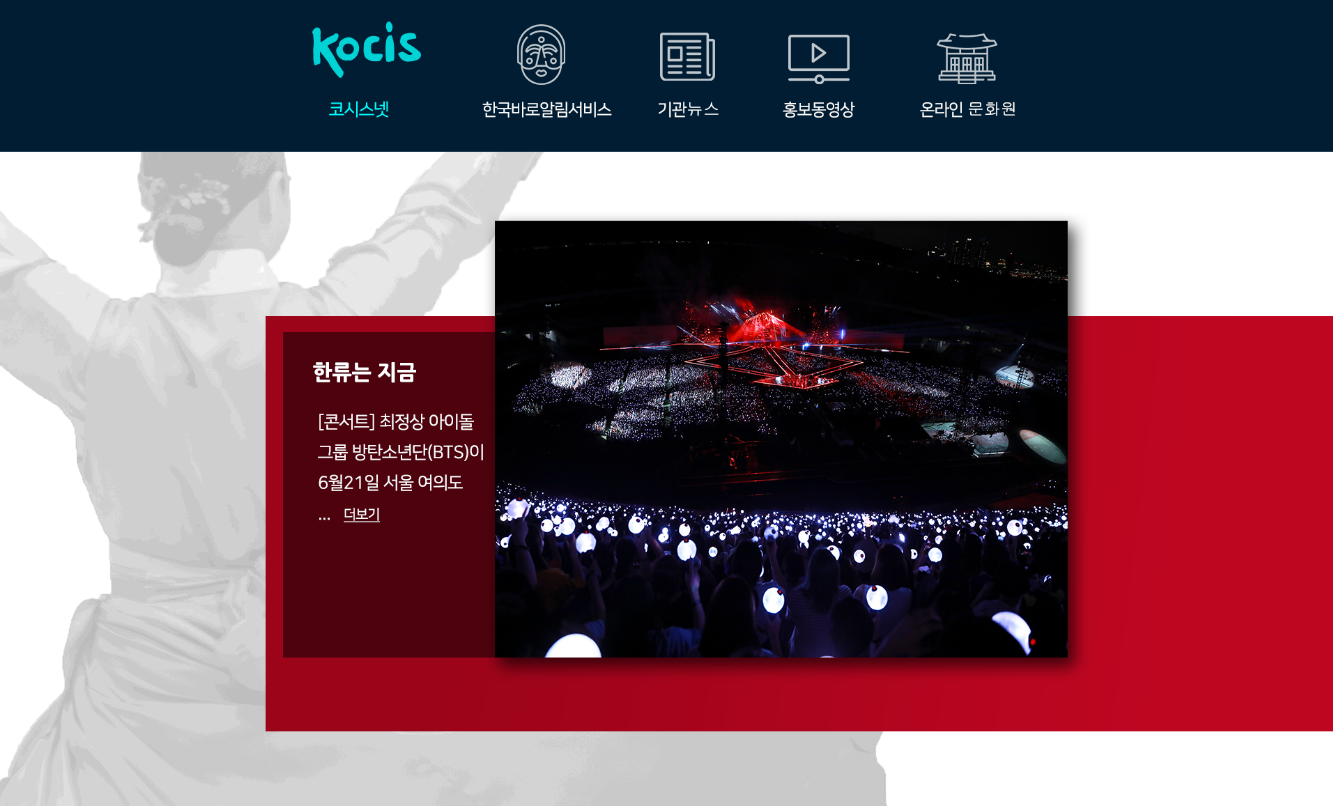 Kocis
코시스넷
한국바로알림서비스
기관뉴스
홍보동영상
온라인 문화원
한류는 지금
[콘서트] 최정상 아이돌
그룹 방탄소년단(BTS)이
6월21일 서울 여의도
... 더보기